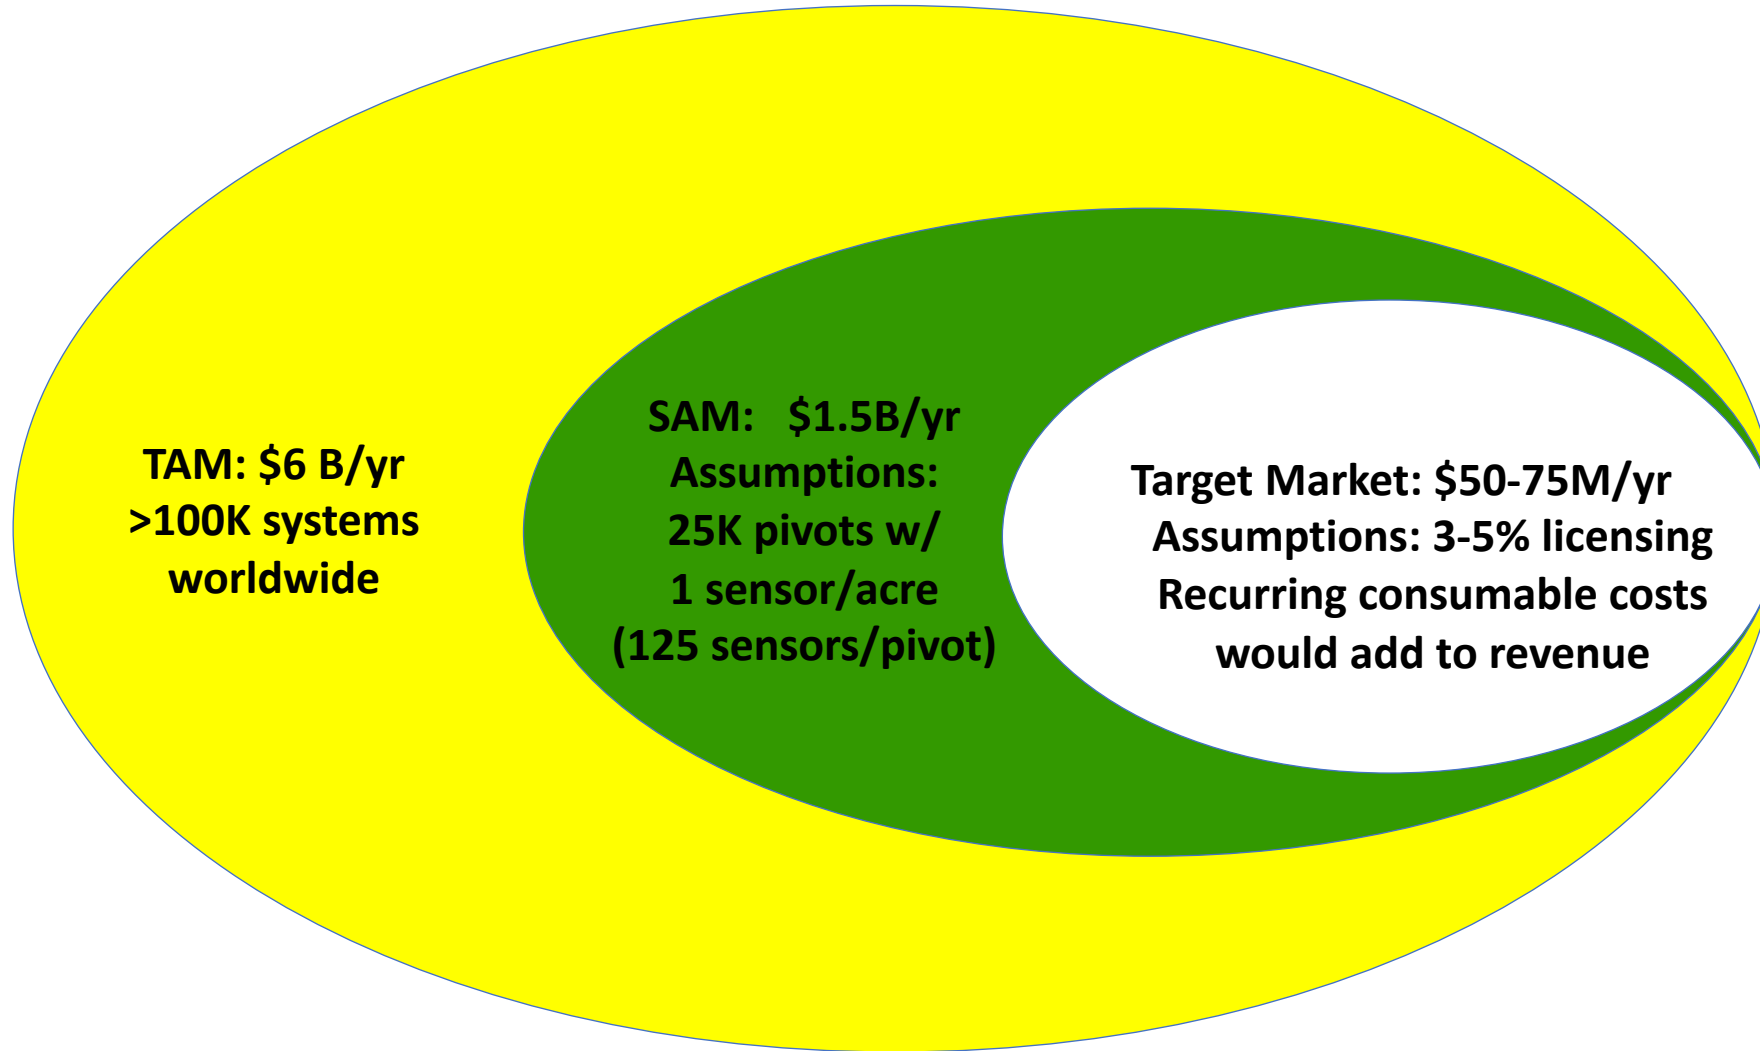 TAM: $6 B/yr
>100K systems
worldwide
SAM:   $1.5B/yr
Assumptions:
25K pivots w/
1 sensor/acre
(125 sensors/pivot)
Target Market: $50-75M/yr
Assumptions: 3-5% licensing
Recurring consumable costs
would add to revenue